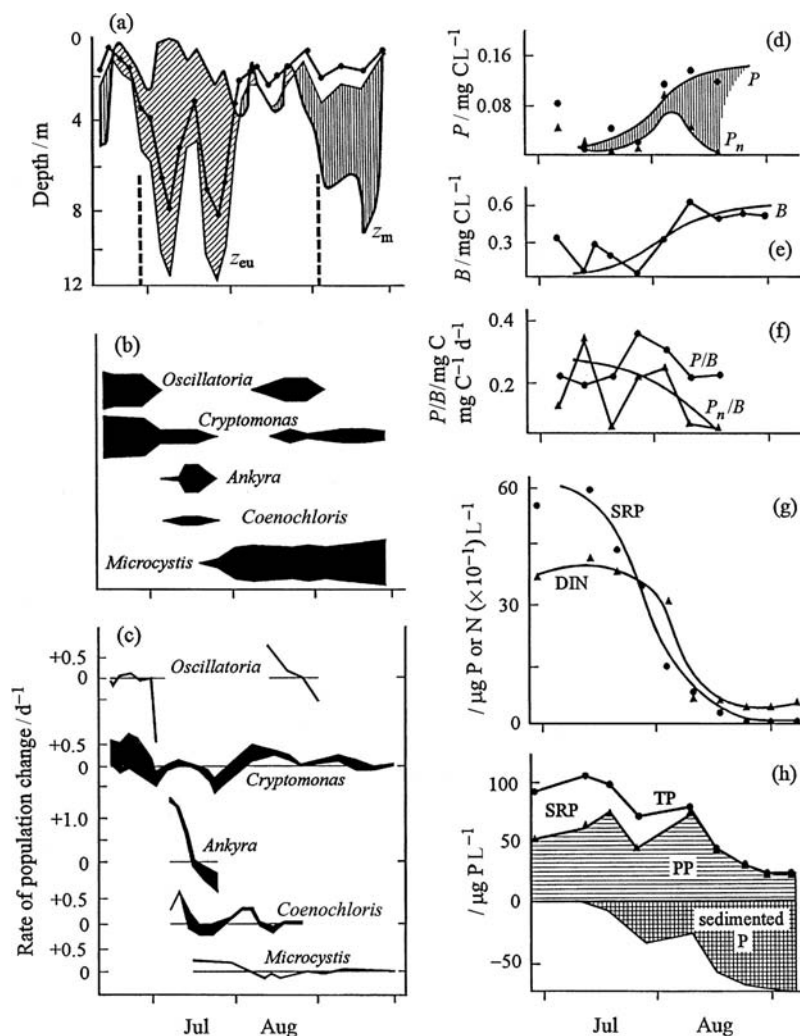 (a)
0
4
8
12
Depth / m
z_eu
z_m
(b)
Oscillatoria
Cryptomonas
Ankyra
Coenochloris
Microcystis
(c)
+0.5
0
Oscillatoria
+0.5
0
Cryptomonas
+1.0
0
Ankyra
+0.5
0
Coenochloris
+0.5
0
Microcystis
Rate of population change / d⁻¹
Jul Aug
(d)
0.16
0.08
P / mg CL⁻¹
P
P_n
(e)
0.6
0.3
B / mg CL⁻¹
B
(f)
0.4
0.2
P/B/mg C
mg C⁻¹ d⁻¹
P/B
P_n/B
(g)
60
30
0
/ µg P or N (×10⁻¹) L⁻¹
SRP
DIN
(h)
100
50
0
−50
/ µg P L⁻¹
SRP
TP
PP
sedimented
P
Jul Aug